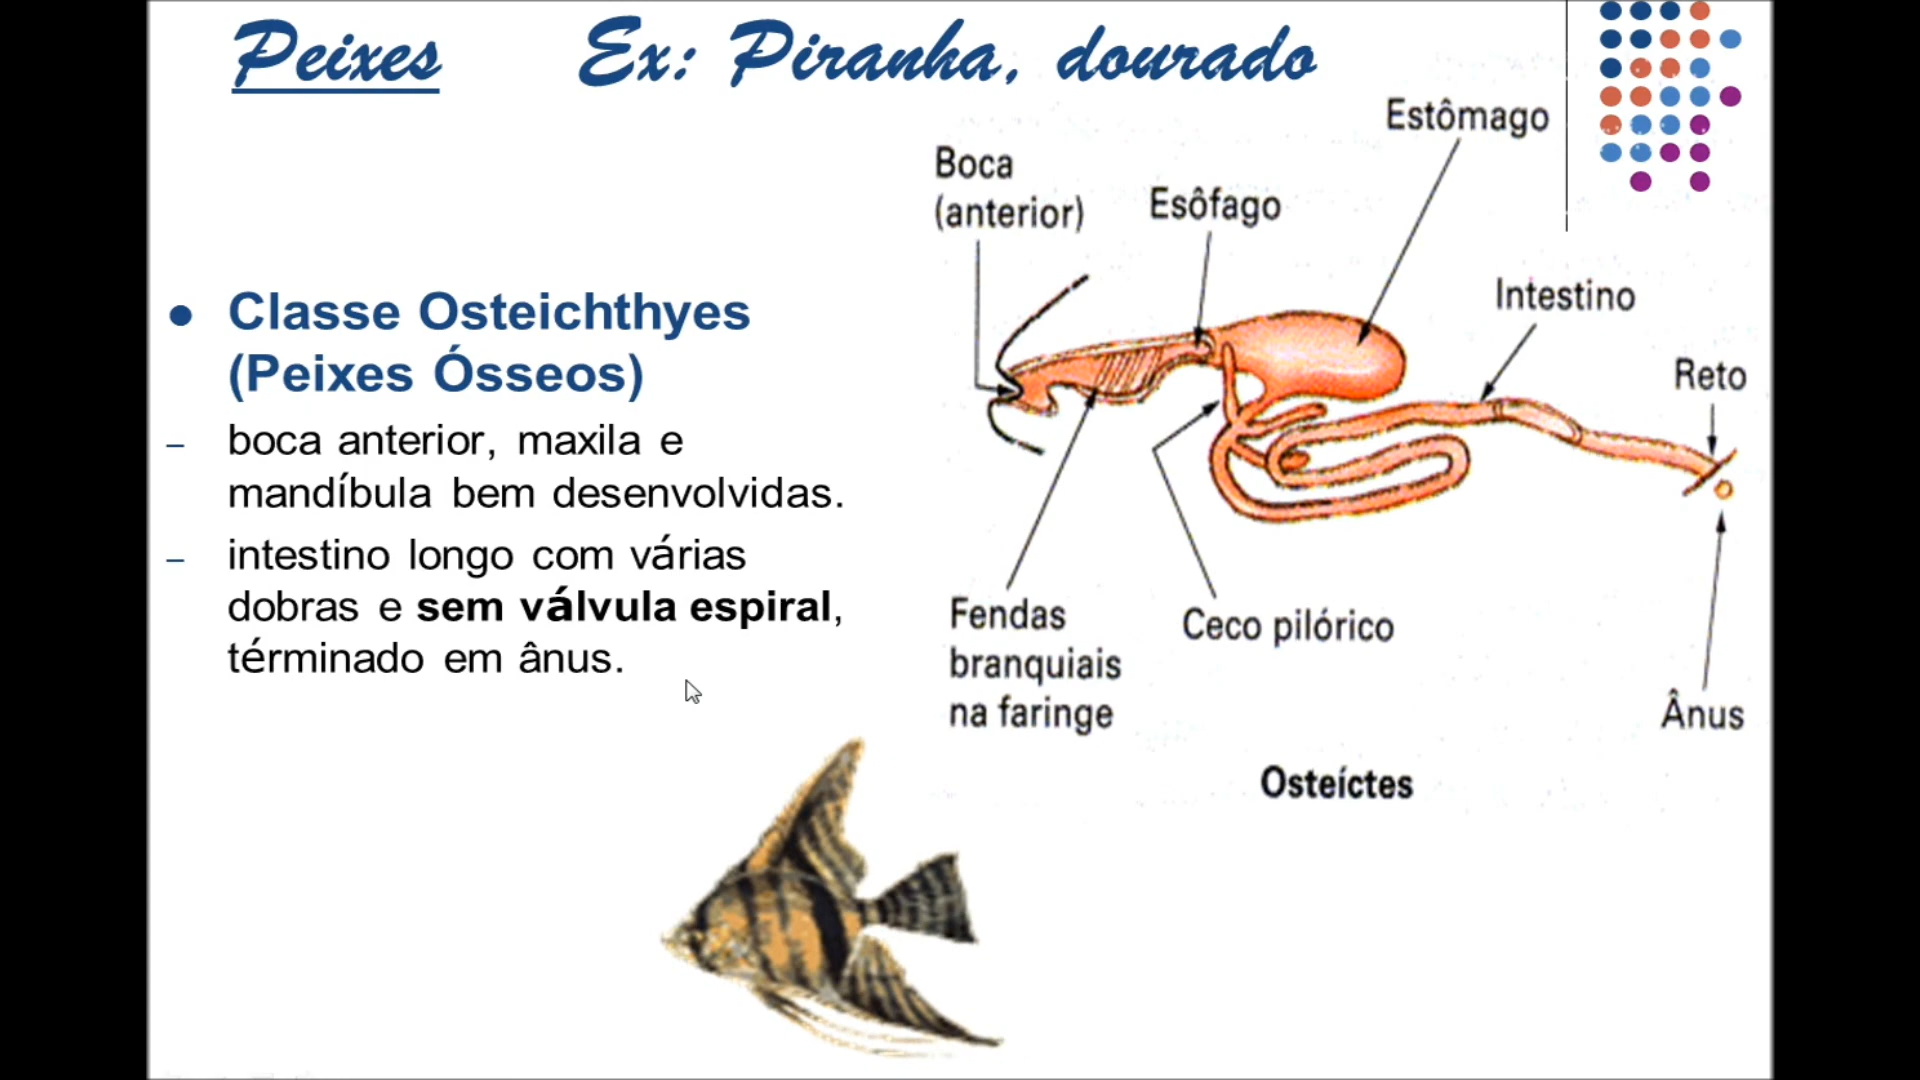 Peixes Ex: Piranha, dourado
Classe Osteichthyes
(Peixes Ósseos)
boca anterior, maxila e
mandíbula bem desenvolvidas.
intestino longo com várias
dobras e sem válvula espiral,
términado em ânus.
Estômago
Boca
(anterior)
Esôfago
Intestino
Reto
Fendas
branquiais
na faringe
Ceco pilórico
Ânus
Osteíctes